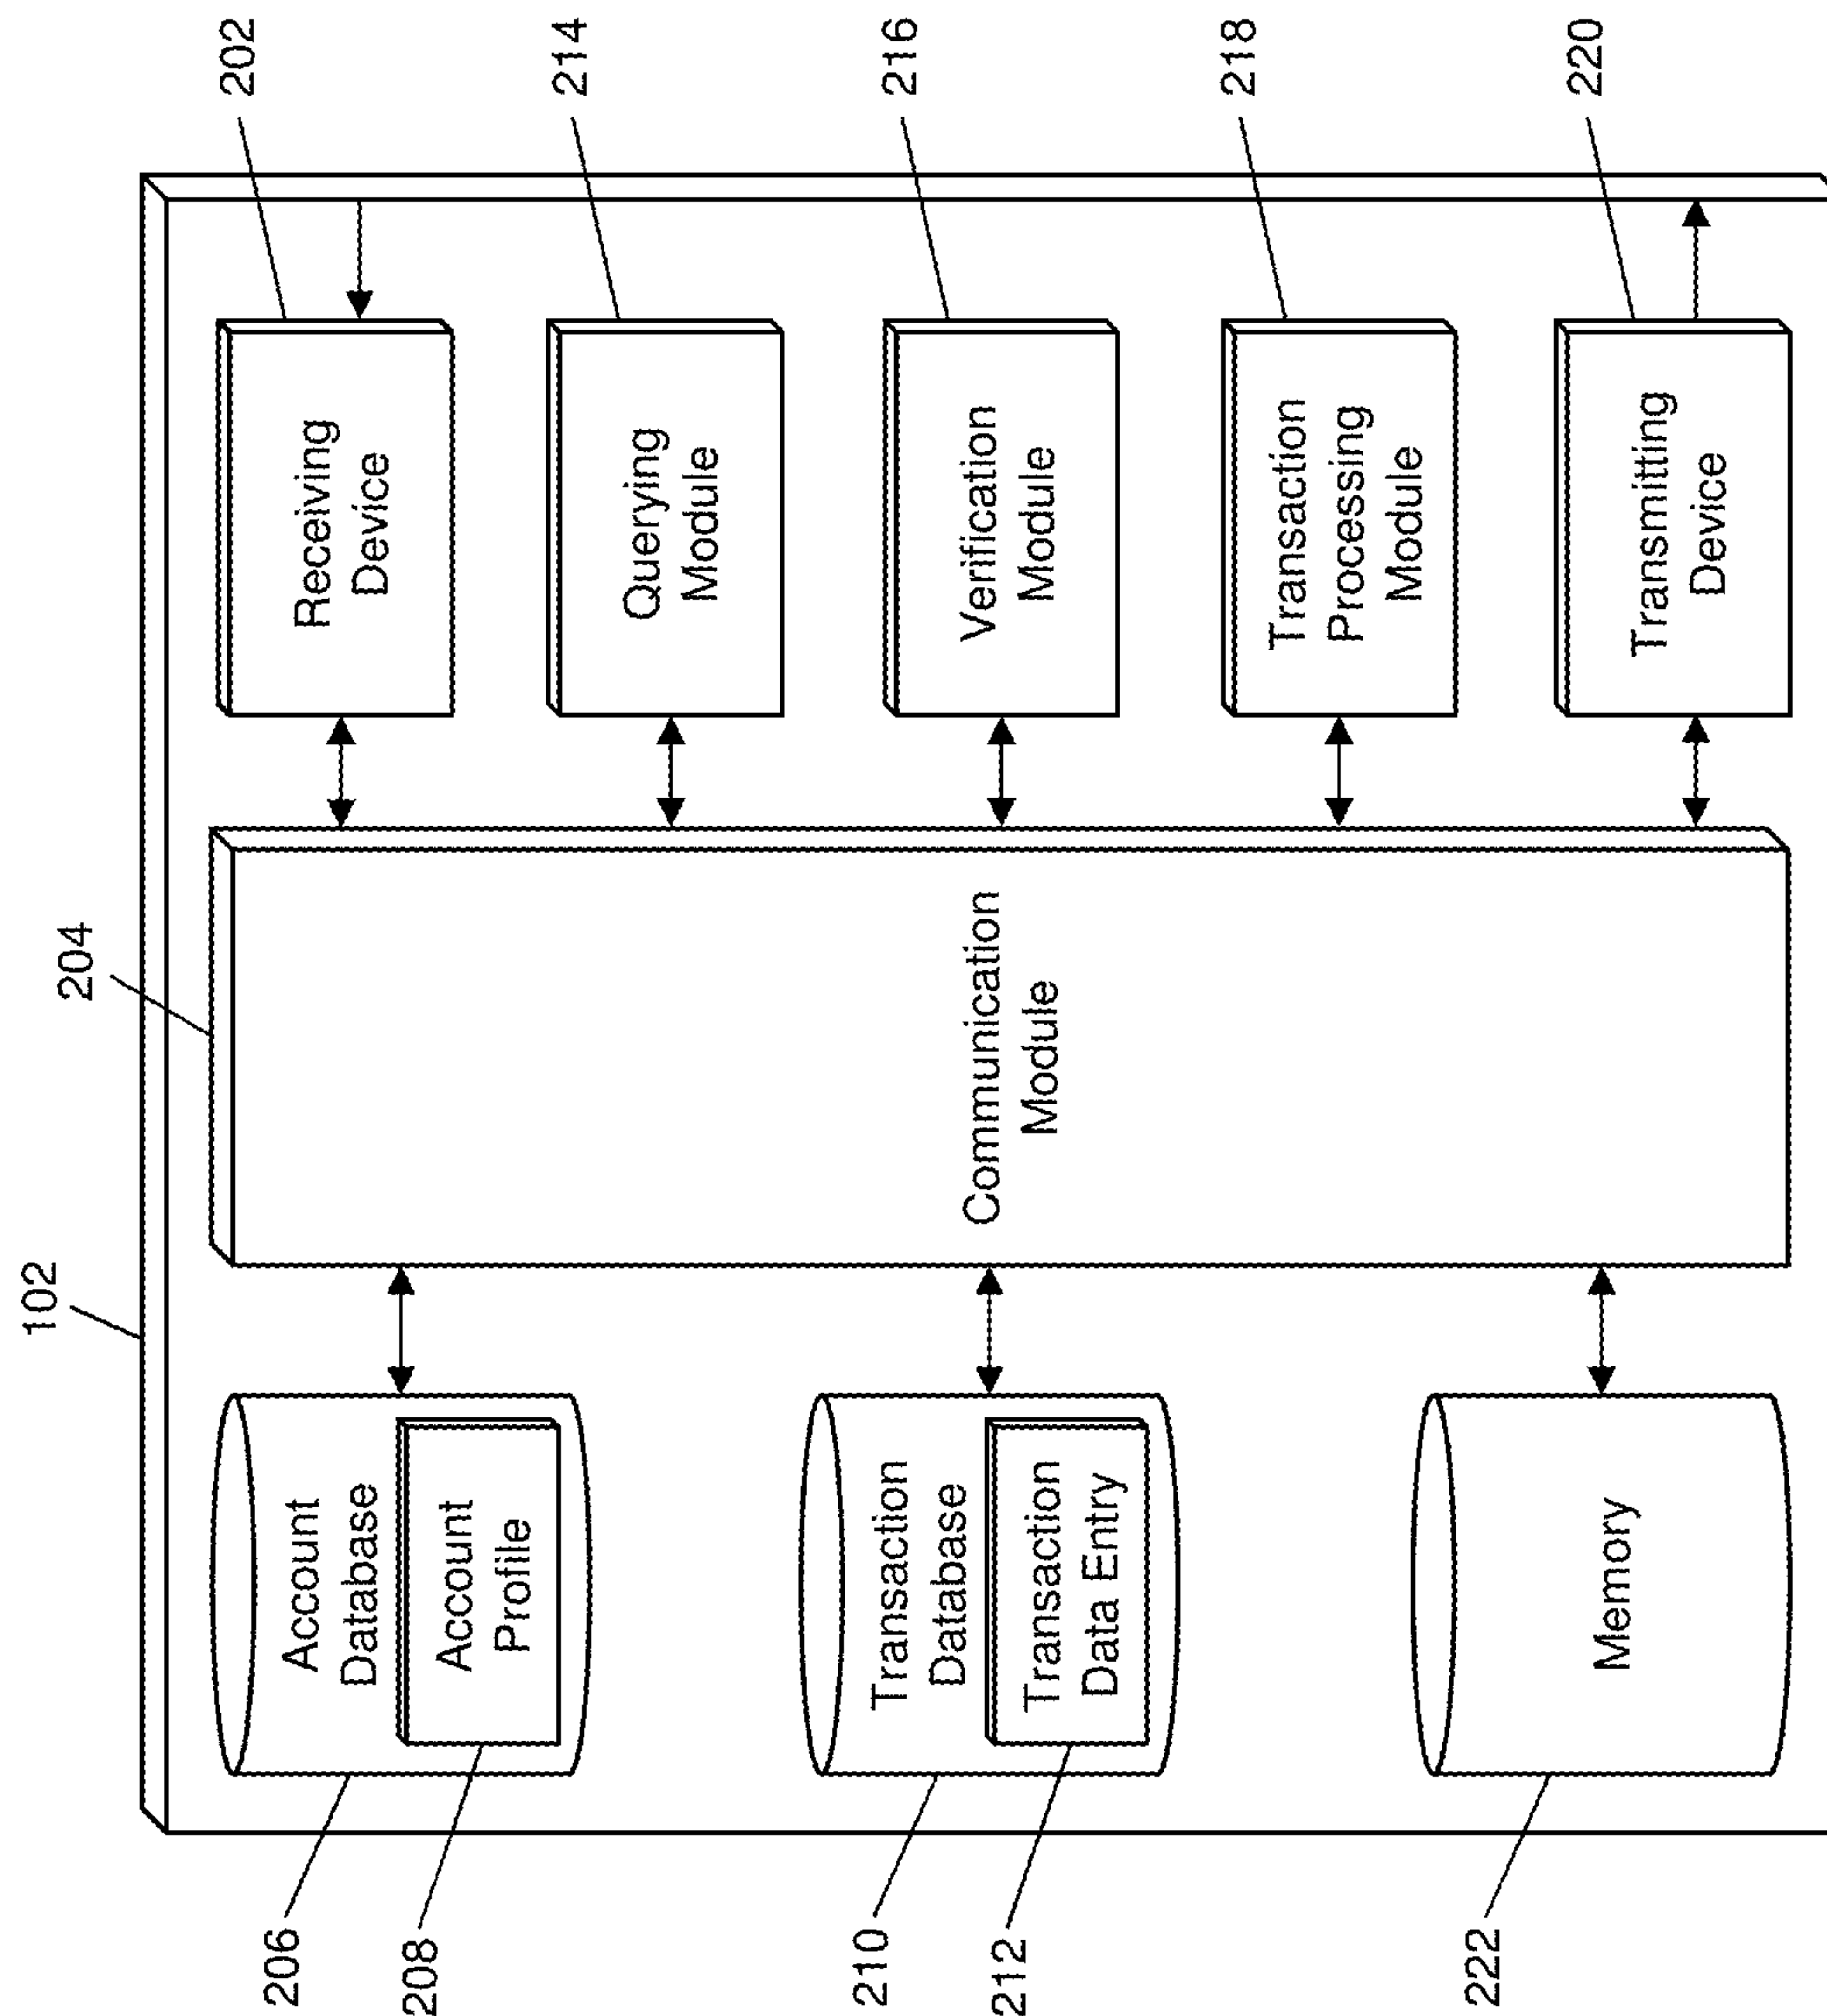 102
204
202
214
216
218
220
206
208
210
212
222
Account
Database
Account
Profile
Transaction
Database
Transaction
Data Entry
Memory
Communication
Module
Receiving
Device
Querying
Module
Verification
Module
Transaction
Processing
Module
Transmitting
Device